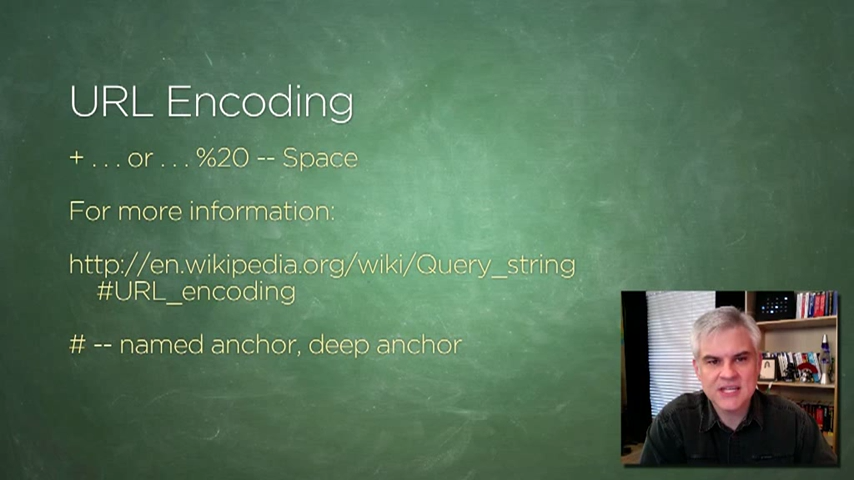 URL Encoding
+ . . . or . . . %20 -- Space
For more information:
http://en.wikipedia.org/wiki/Query_string
#URL_encoding
# -- named anchor, deep anchor